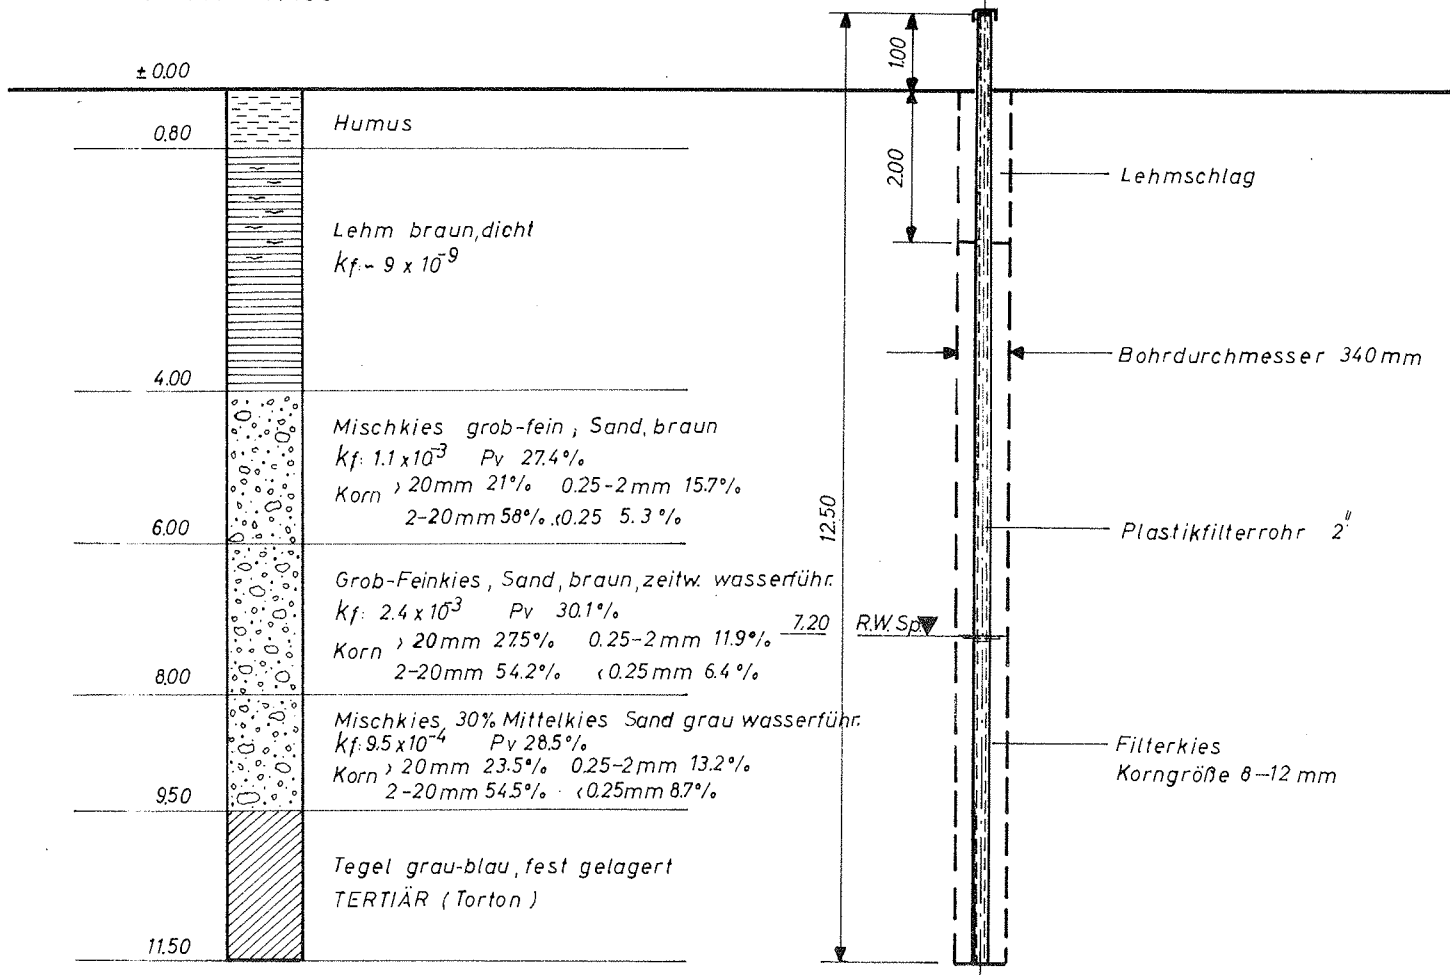 ± 0.00
0.80
Humus
Lehm braun, dicht
kf:~ 9 x 10^-9
4.00
Mischkies grob-fein, Sand, braun
kf: 1.1 x 10^-3 Pv 27.4%
Korn > 20mm 21% 0.25-2mm 15.7%
2-20mm 58% <0.25 5.3%
6.00
Grob-Feinkies, Sand, braun, zeitw. wasserführ.
kf: 2.4 x 10^-3 Pv 30.1%
Korn > 20mm 27.5% 0.25-2mm 11.9%
2-20mm 54.2% <0.25mm 6.4%
8.00
Mischkies, 30% Mittelkies Sand grau wasserführ.
kf: 9.5 x 10^-4 Pv 28.5%
Korn > 20mm 23.5% 0.25-2mm 13.2%
2-20mm 54.5% <0.25mm 8.7%
9.50
Tegel grau-blau, fest gelagert
TERTIÄR (Torton)
11.50
12.50
1.00
2.00
7.20 R.W.Sp.
Lehmschlag
Bohrdurchmesser 340mm
Plastikfilterrohr 2"
Filterkies
Korngröße 8-12 mm